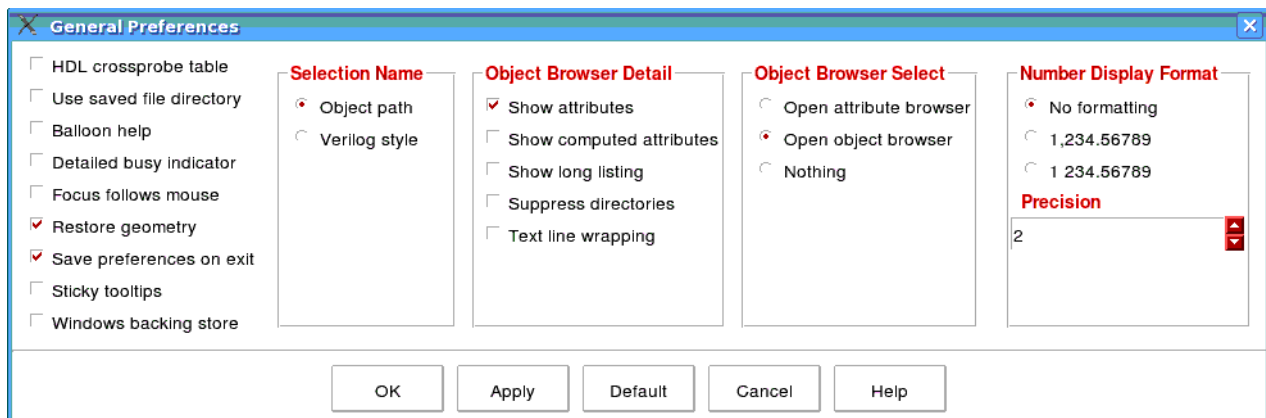 General Preferences
HDL crossprobe table
Use saved file directory
Balloon help
Detailed busy indicator
Focus follows mouse
Restore geometry
Save preferences on exit
Sticky tooltips
Windows backing store
Selection Name
Object path
Verilog style
Object Browser Detail
Show attributes
Show computed attributes
Show long listing
Suppress directories
Text line wrapping
Object Browser Select
Open attribute browser
Open object browser
Nothing
Number Display Format
No formatting
1,234.56789
1 234.56789
Precision
2
OK
Apply
Default
Cancel
Help